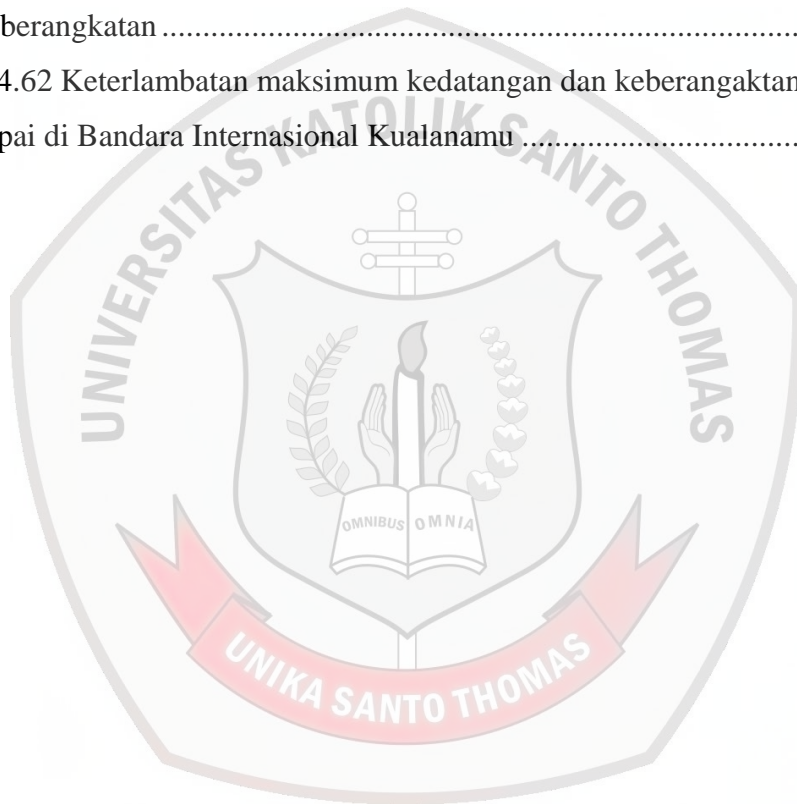 berangkatan ..............................................................................
4.62 Keterlambatan maksimum kedatangan dan keberangaktan
pai di Bandara Internasional Kualanamu ..................................
UNIVERSITAS KATOLIK SANTO THOMAS
OMNIBUS OMNIA
UNIKA SANTO THOMAS